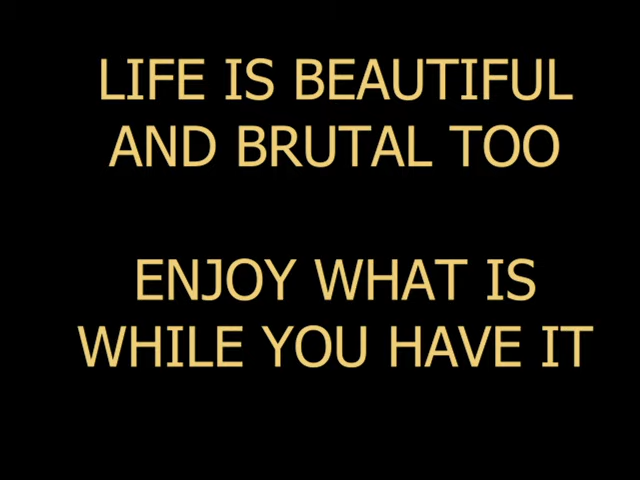 LIFE IS BEAUTIFUL
AND BRUTAL TOO
ENJOY WHAT IS
WHILE YOU HAVE IT